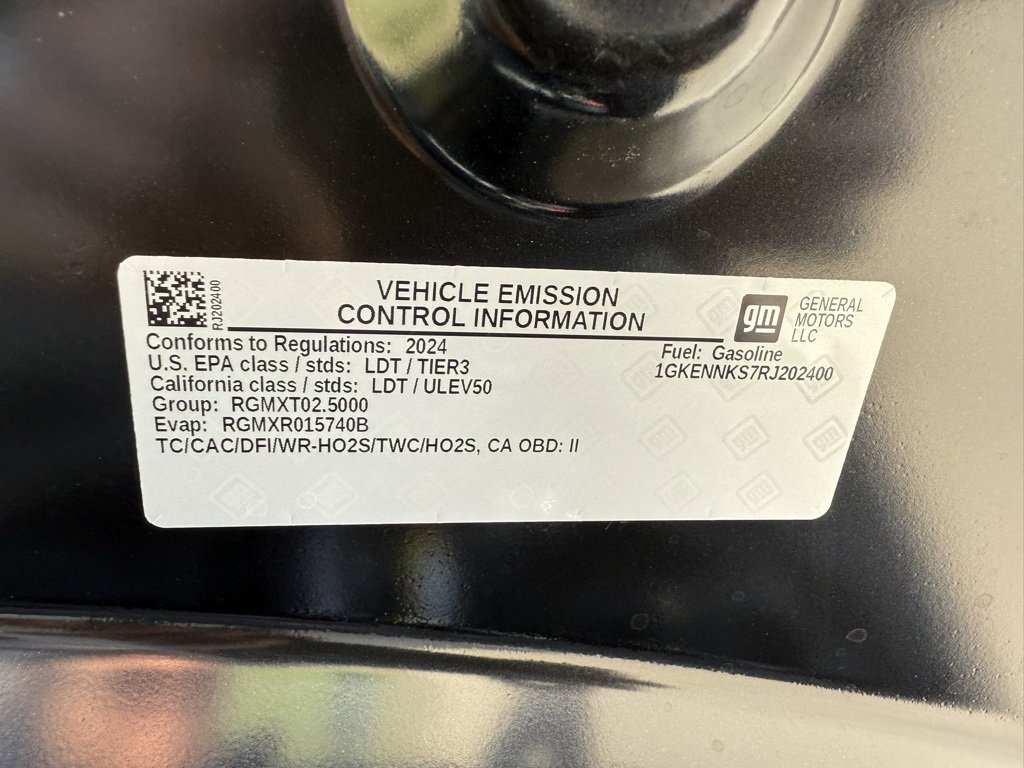 RJ202400
VEHICLE EMISSION
CONTROL INFORMATION
gm
GENERAL
MOTORS
LLC
Conforms to Regulations: 2024
U.S. EPA class / stds: LDT / TIER3
California class / stds: LDT / ULEV50
Group: RGMXT02.5000
Evap: RGMXR015740B
TC/CAC/DFI/WR-HO2S/TWC/HO2S, CA OBD: II
Fuel: Gasoline
1GKENNKS7RJ202400